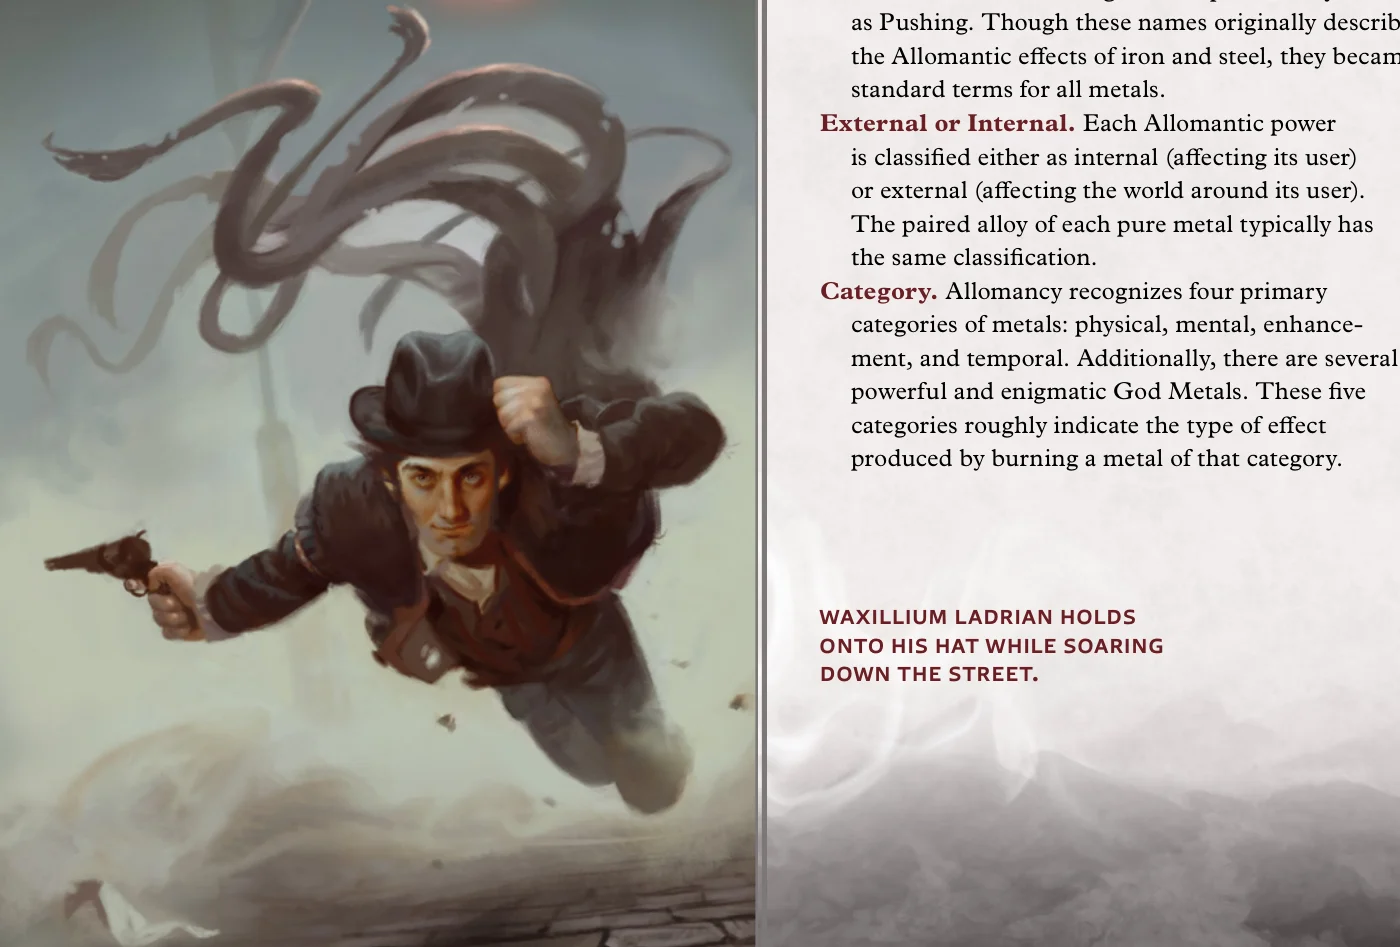 as Pushing. Though these names originally describ
the Allomantic effects of iron and steel, they becam
standard terms for all metals.
External or Internal. Each Allomantic power
is classified either as internal (affecting its user)
or external (affecting the world around its user).
The paired alloy of each pure metal typically has
the same classification.
Category. Allomancy recognizes four primary
categories of metals: physical, mental, enhance-
ment, and temporal. Additionally, there are several
powerful and enigmatic God Metals. These five
categories roughly indicate the type of effect
produced by burning a metal of that category.
WAXILLIUM LADRIAN HOLDS
ONTO HIS HAT WHILE SOARING
DOWN THE STREET.